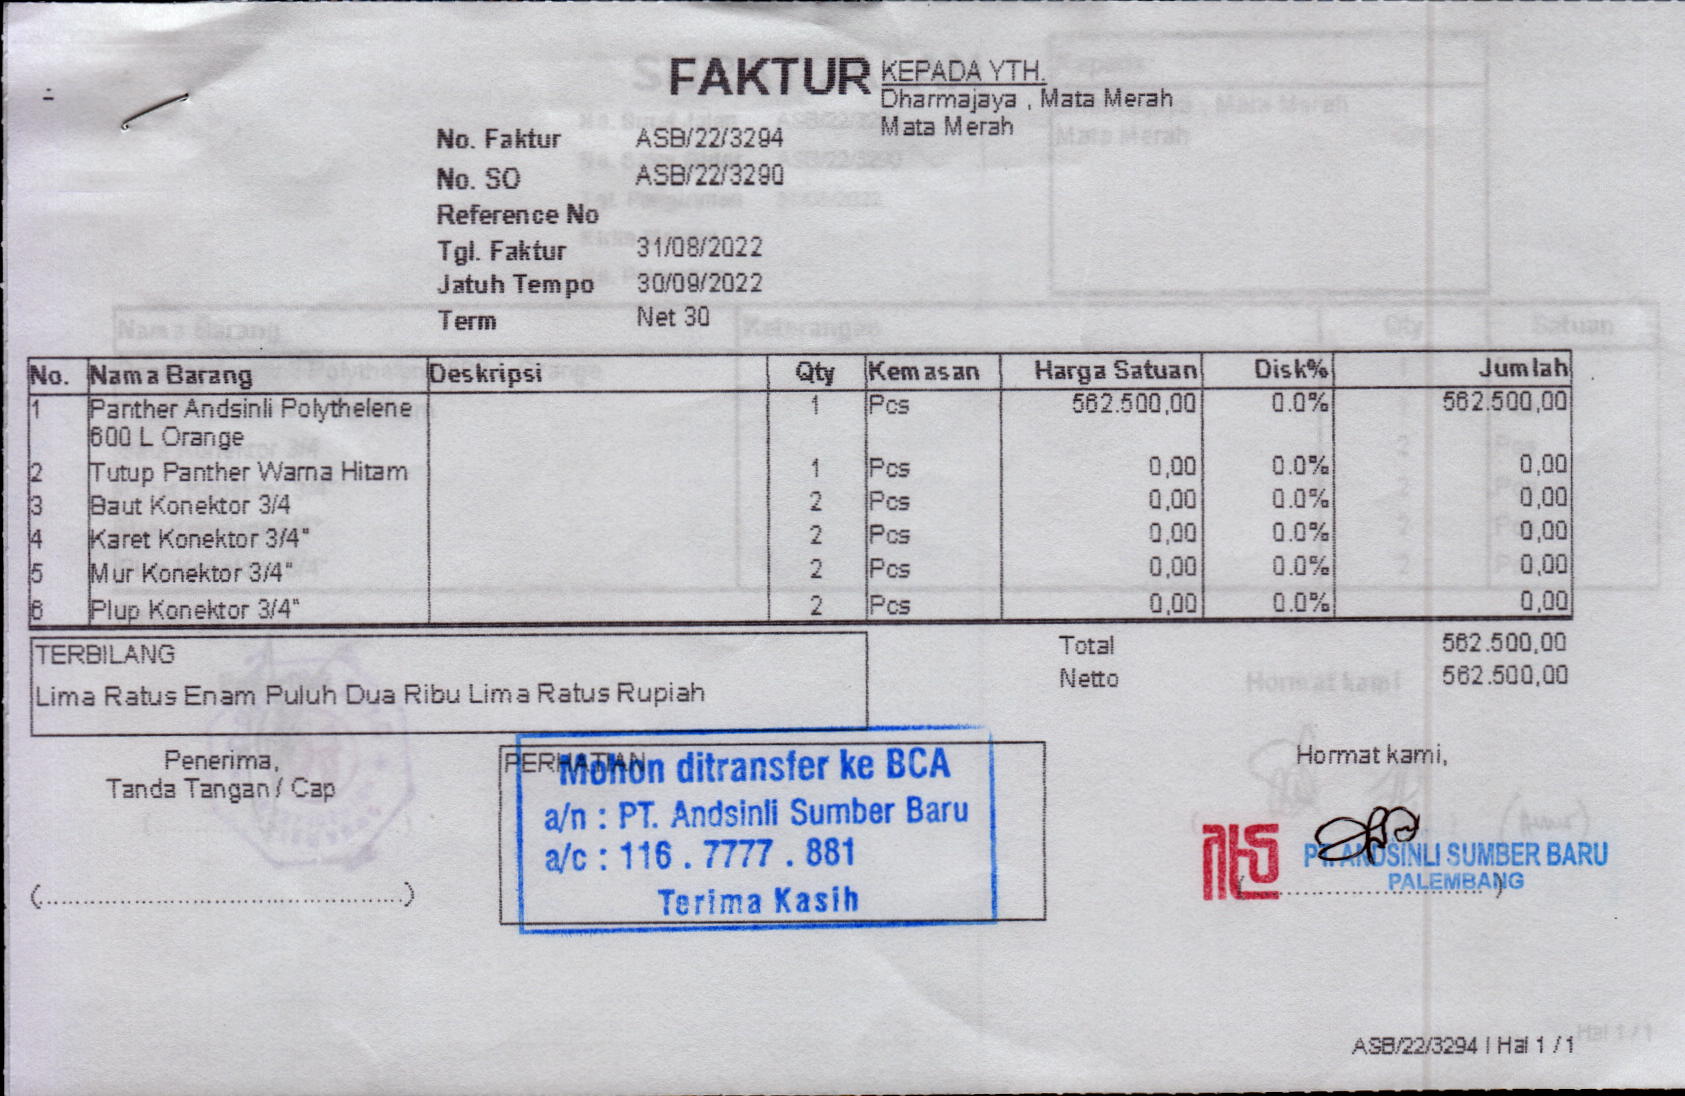 FAKTUR
KEPADA YTH.
Dharmajaya , Mata Merah
Mata Merah
No. Faktur ASB/22/3294
No. SO ASB/22/3290
Reference No
Tgl. Faktur 31/08/2022
Jatuh Tempo 30/09/2022
Term Net 30
No. Nama Barang Deskripsi Qty Kemasan Harga Satuan Disk% Jumlah
1 Panther Andsinli Polythelene 1 Pcs 562.500,00 0.0% 562.500,00
600 L Orange
2 Tutup Panther Warna Hitam 1 Pcs 0,00 0.0% 0,00
3 Baut Konektor 3/4 2 Pcs 0,00 0.0% 0,00
4 Karet Konektor 3/4" 2 Pcs 0,00 0.0% 0,00
5 Mur Konektor 3/4" 2 Pcs 0,00 0.0% 0,00
6 Plup Konektor 3/4" 2 Pcs 0,00 0.0% 0,00
Total 562.500,00
Netto 562.500,00
TERBILANG
Lima Ratus Enam Puluh Dua Ribu Lima Ratus Rupiah
Penerima,
Tanda Tangan / Cap
(..................................................)
PERHATIAN
Mohon ditransfer ke BCA
a/n : PT. Andsinli Sumber Baru
a/c : 116 . 7777 . 881
Terima Kasih
Hormat kami,
PT. ANDSINLI SUMBER BARU
PALEMBANG
ASB/22/3294 | Hal 1 / 1